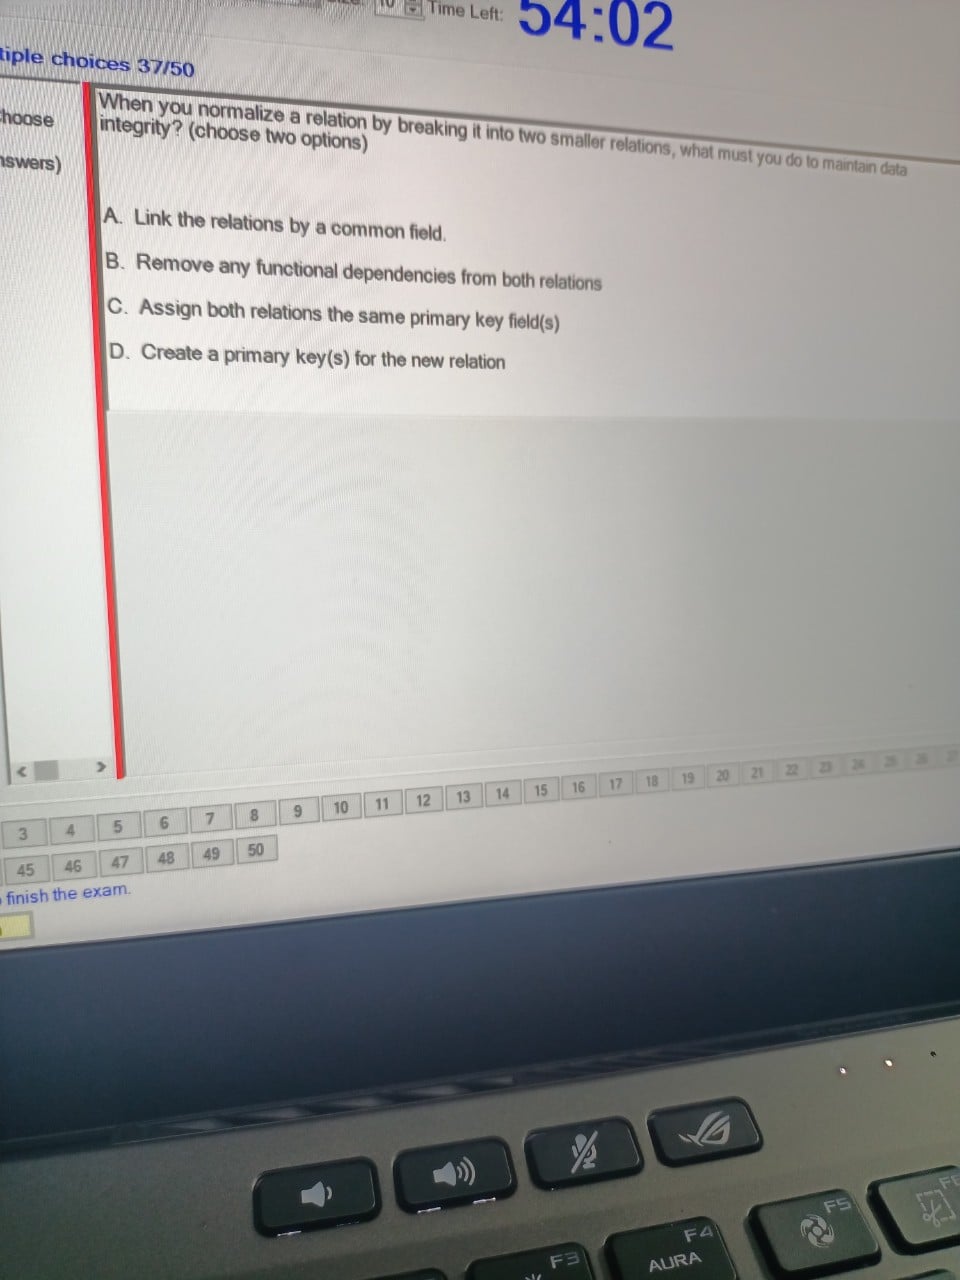 Time Left: 54:02
tiple choices 37/50
hoose
nswers)
When you normalize a relation by breaking it into two smaller relations, what must you do to maintain data
integrity? (choose two options)
A. Link the relations by a common field.
B. Remove any functional dependencies from both relations
C. Assign both relations the same primary key field(s)
D. Create a primary key(s) for the new relation
3 4 5 6 7 8 9 10 11 12 13 14 15 16 17 18 19 20 21 22 23 24 25 26
45 46 47 48 49 50
finish the exam.
F3
F4
AURA
F5